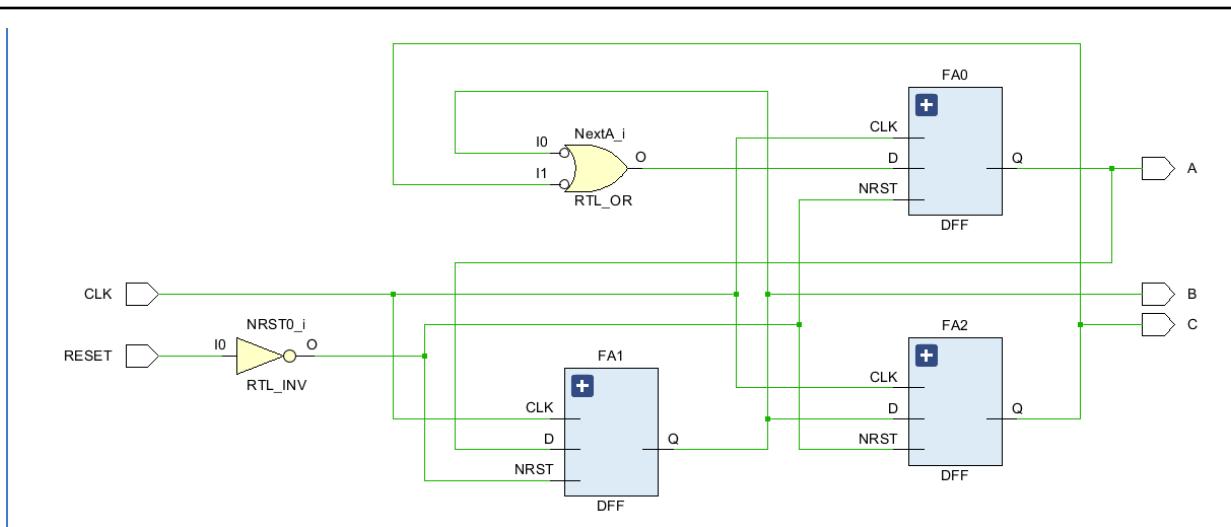 FA0
CLK
D
NRST
Q
DFF
A
I0
NextA_i
O
I1
RTL_OR
CLK
B
C
RESET
I0
NRST0_i
O
RTL_INV
FA1
CLK
D
NRST
Q
DFF
FA2
CLK
D
NRST
Q
DFF